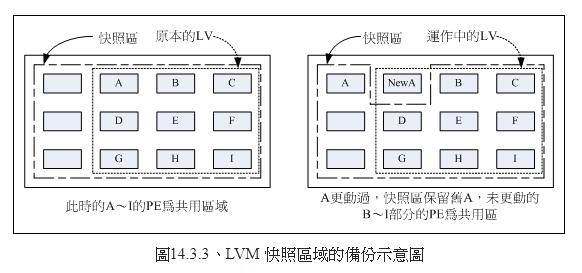 快照區 原本的LV
A B C
D E F
G H I
此時的A～I的PE為共用區域
快照區 運作中的LV
A NewA B C
D E F
G H I
A更動過，快照區保留舊A，未更動的
B～I部分的PE為共用區
圖14.3.3、LVM 快照區域的備份示意圖